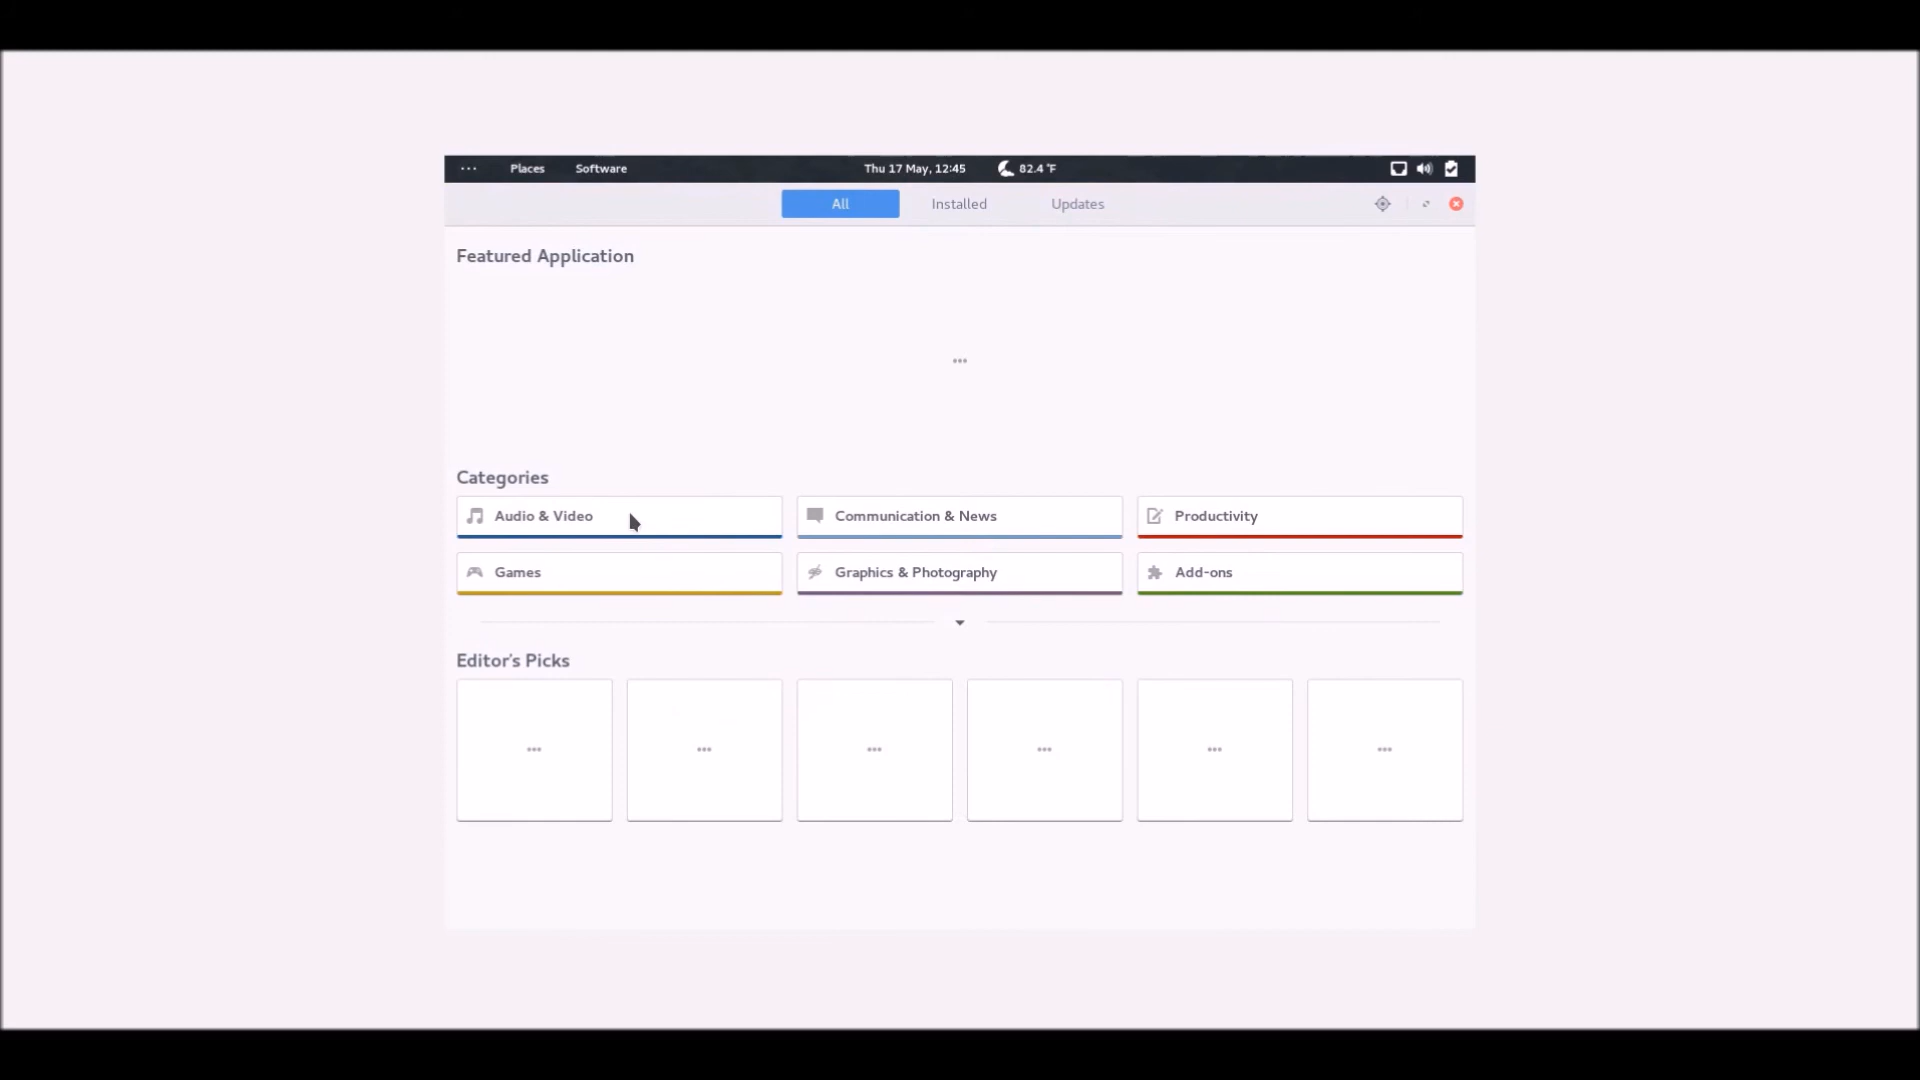 Places Software Thu 17 May, 12:45 82.4 °F
All Installed Updates
Featured Application
Categories
Audio & Video Communication & News Productivity
Games Graphics & Photography Add-ons
Editor's Picks